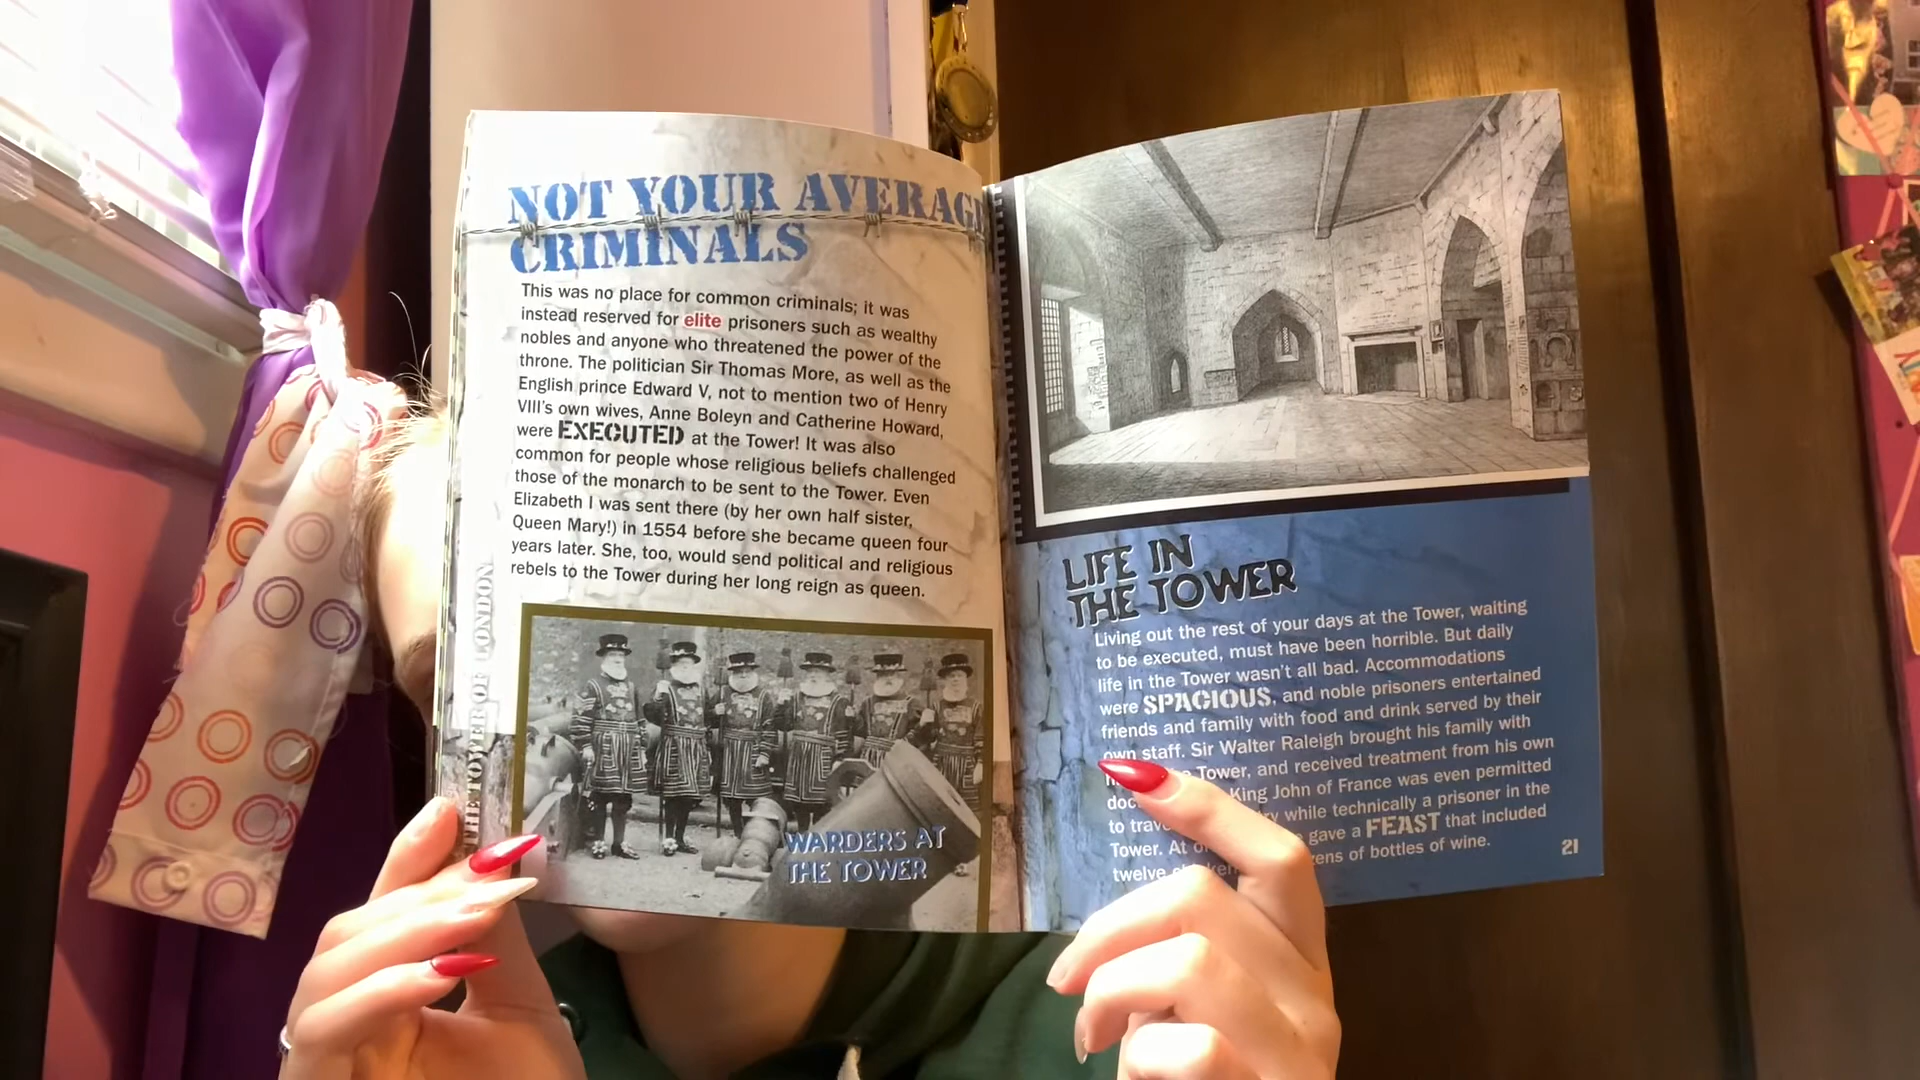 NOT YOUR AVERAGE
CRIMINALS
This was no place for common criminals; it was
instead reserved for elite prisoners such as wealthy
nobles and anyone who threatened the power of the
throne. The politician Sir Thomas More, as well as the
English prince Edward V, not to mention two of Henry
VIII's own wives, Anne Boleyn and Catherine Howard,
were EXECUTED at the Tower! It was also
common for people whose religious beliefs challenged
those of the monarch to be sent to the Tower. Even
Elizabeth I was sent there (by her own half sister,
Queen Mary!) in 1554 before she became queen four
years later. She, too, would send political and religious
rebels to the Tower during her long reign as queen.
THE TOWER OF LONDON
WARDERS AT
THE TOWER
LIFE IN
THE TOWER
Living out the rest of your days at the Tower, waiting
to be executed, must have been horrible. But daily
life in the Tower wasn't all bad. Accommodations
were SPACIOUS, and noble prisoners entertained
friends and family with food and drink served by their
own staff. Sir Walter Raleigh brought his family with
Tower, and received treatment from his own
King John of France was even permitted
to while technically a prisoner in the
Tower. At gave a FEAST that included
twelve of bottles of wine.
21